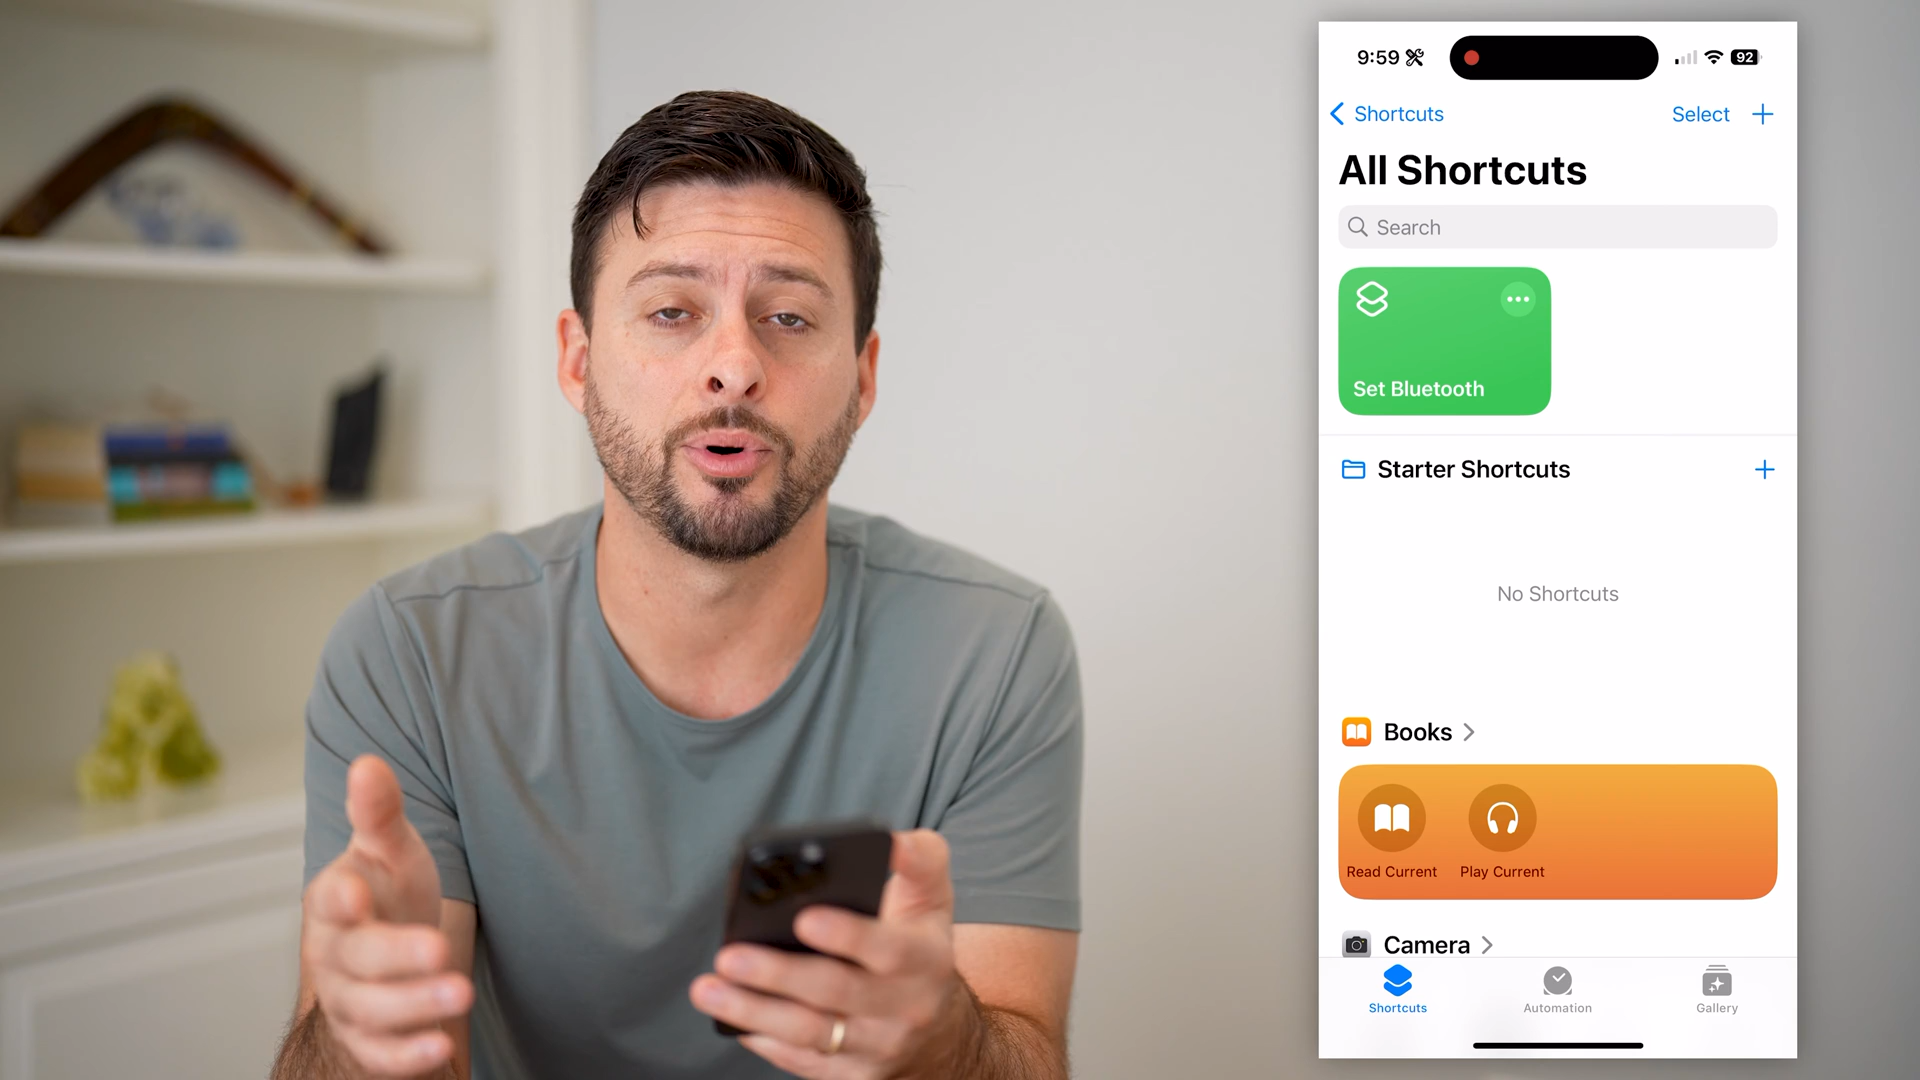 9:59
92
Shortcuts
Select
All Shortcuts
Search
Set Bluetooth
Starter Shortcuts
No Shortcuts
Books
Read Current
Play Current
Camera
Shortcuts
Automation
Gallery